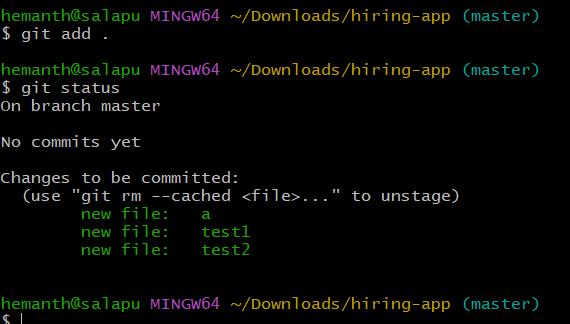 hemanth@salapu MINGW64 ~/Downloads/hiring-app (master)
$ git add .
hemanth@salapu MINGW64 ~/Downloads/hiring-app (master)
$ git status
On branch master
No commits yet
Changes to be committed:
  (use "git rm --cached <file>..." to unstage)
        new file:   a
        new file:   test1
        new file:   test2
hemanth@salapu MINGW64 ~/Downloads/hiring-app (master)
$